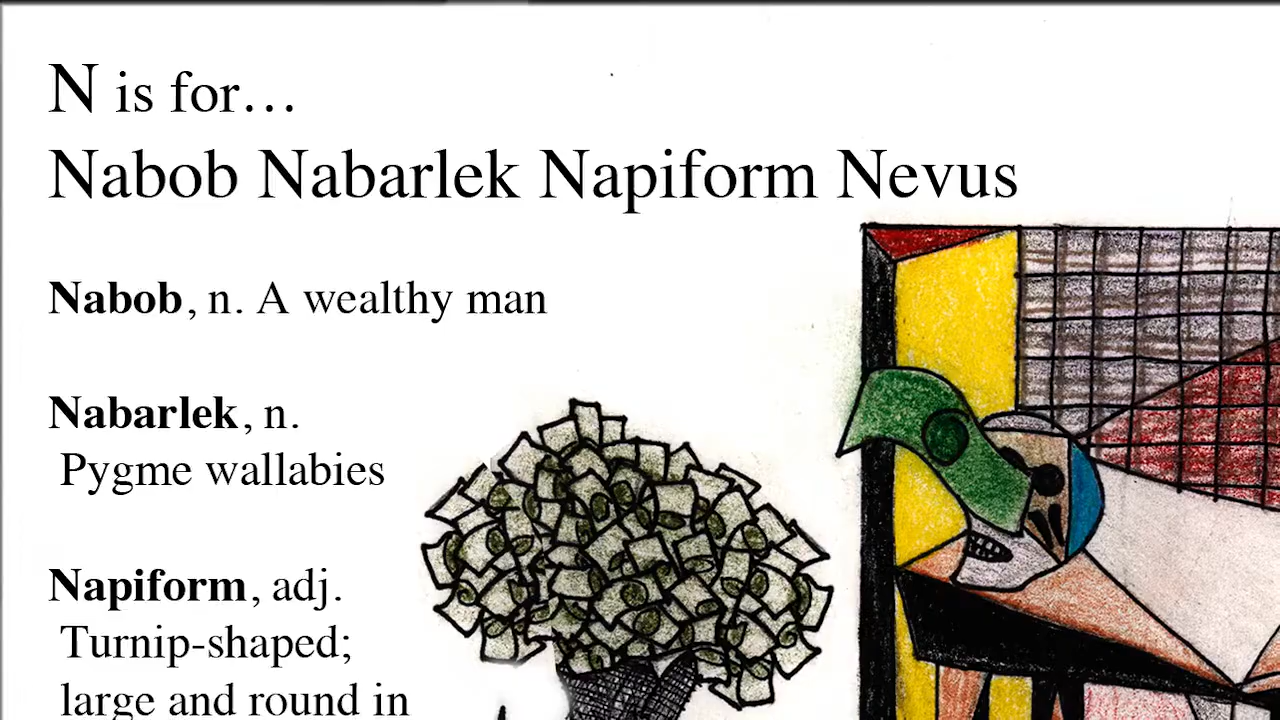 N is for…
Nabob Nabarlek Napiform Nevus
Nabob, n. A wealthy man
Nabarlek, n.
Pygme wallabies
Napiform, adj.
Turnip-shaped;
large and round in